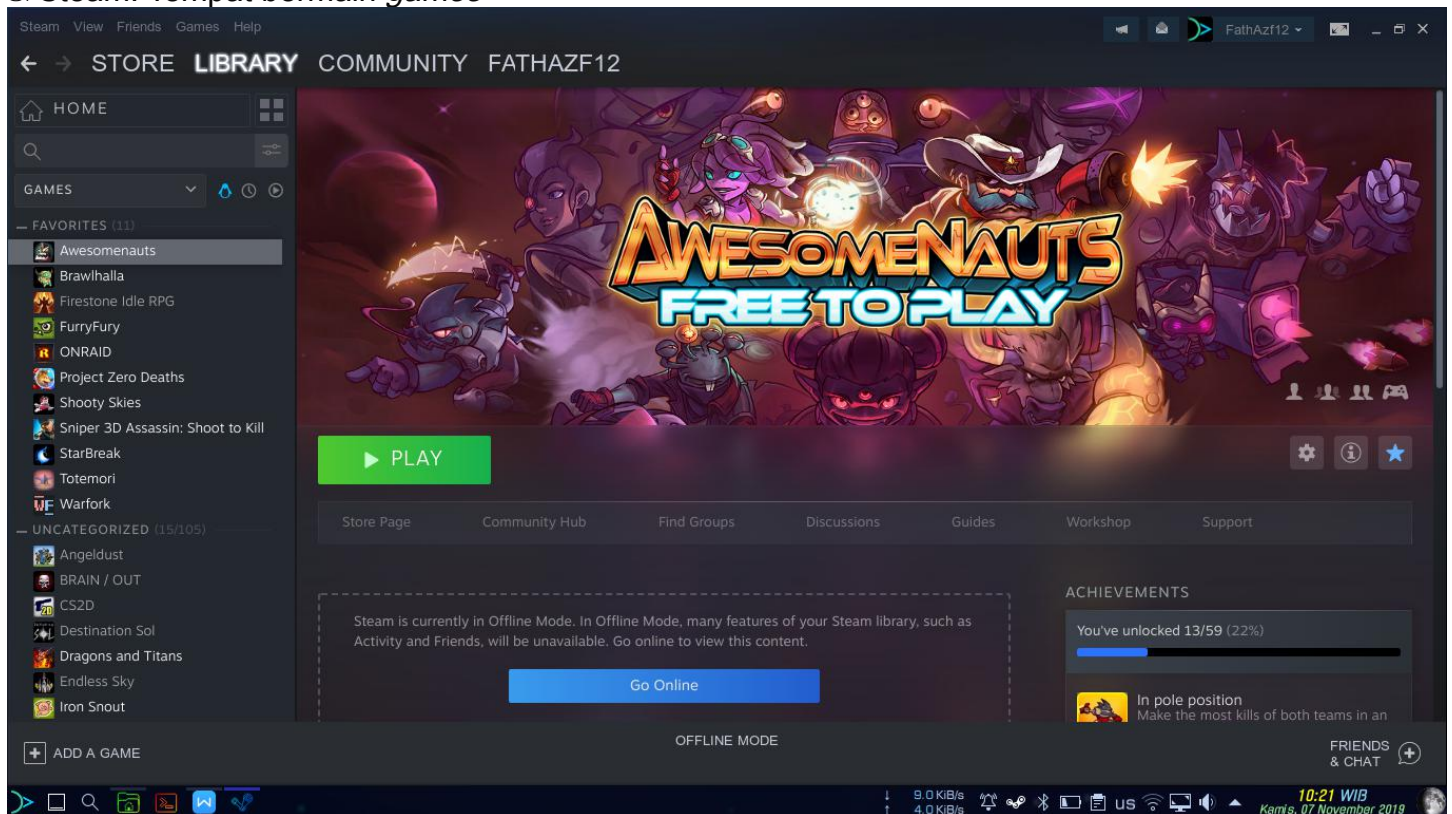 Steam View Friends Games Help
FathAzf12
STORE LIBRARY COMMUNITY FATHAZF12
HOME
GAMES
FAVORITES (11)
Awesomenauts
Brawlhalla
Firestone Idle RPG
FurryFury
ONRAID
Project Zero Deaths
Shooty Skies
Sniper 3D Assassin: Shoot to Kill
StarBreak
Totemori
Warfork
UNCATEGORIZED (15/105)
Angeldust
BRAIN / OUT
CS2D
Destination Sol
Dragons and Titans
Endless Sky
Iron Snout
AWESOMENAUTS
FREE TO PLAY
PLAY
Store Page Community Hub Find Groups Discussions Guides Workshop Support
Steam is currently in Offline Mode. In Offline Mode, many features of your Steam library, such as
Activity and Friends, will be unavailable. Go online to view this content.
Go Online
ACHIEVEMENTS
You've unlocked 13/59 (22%)
In pole position
Make the most kills of both teams in an
ADD A GAME
OFFLINE MODE
FRIENDS
& CHAT
9.0 KiB/s
4.0 KiB/s
us
10:21 WIB
Kamis, 07 November 2019